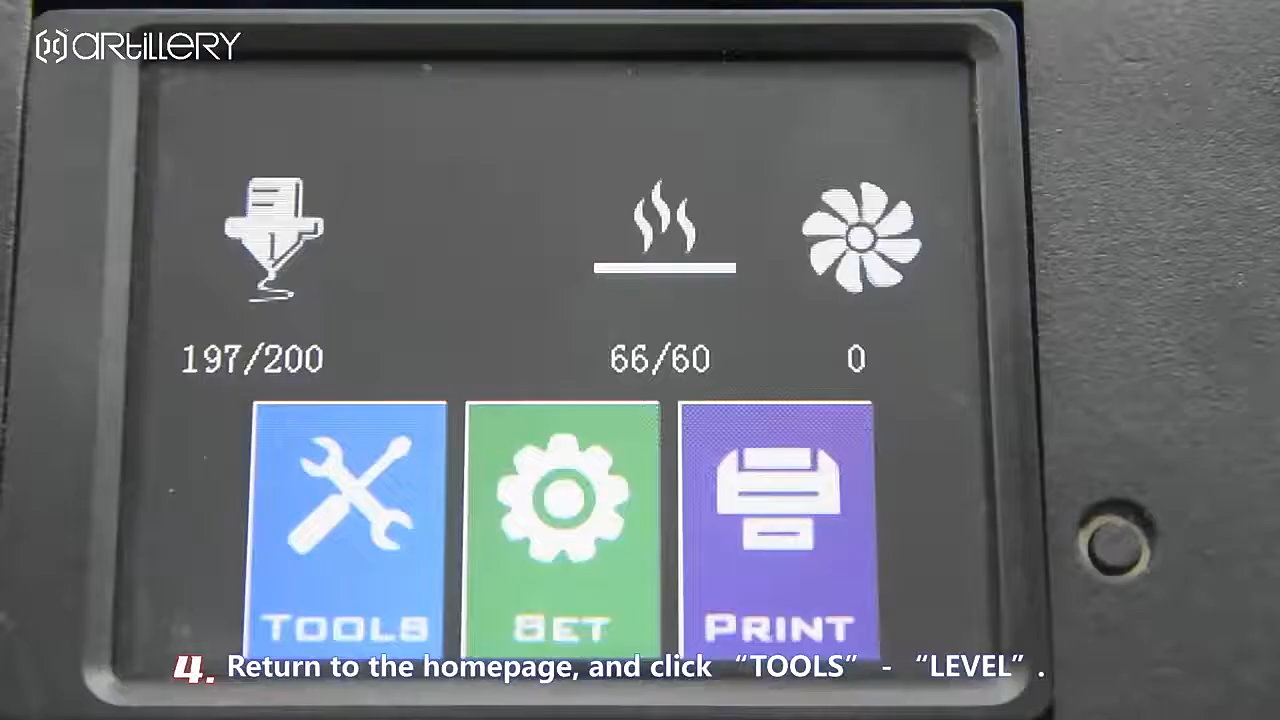 ARTILLERY
197/200 66/60 0
TOOLS SET PRINT
4. Return to the homepage, and click “TOOLS” - “LEVEL”.